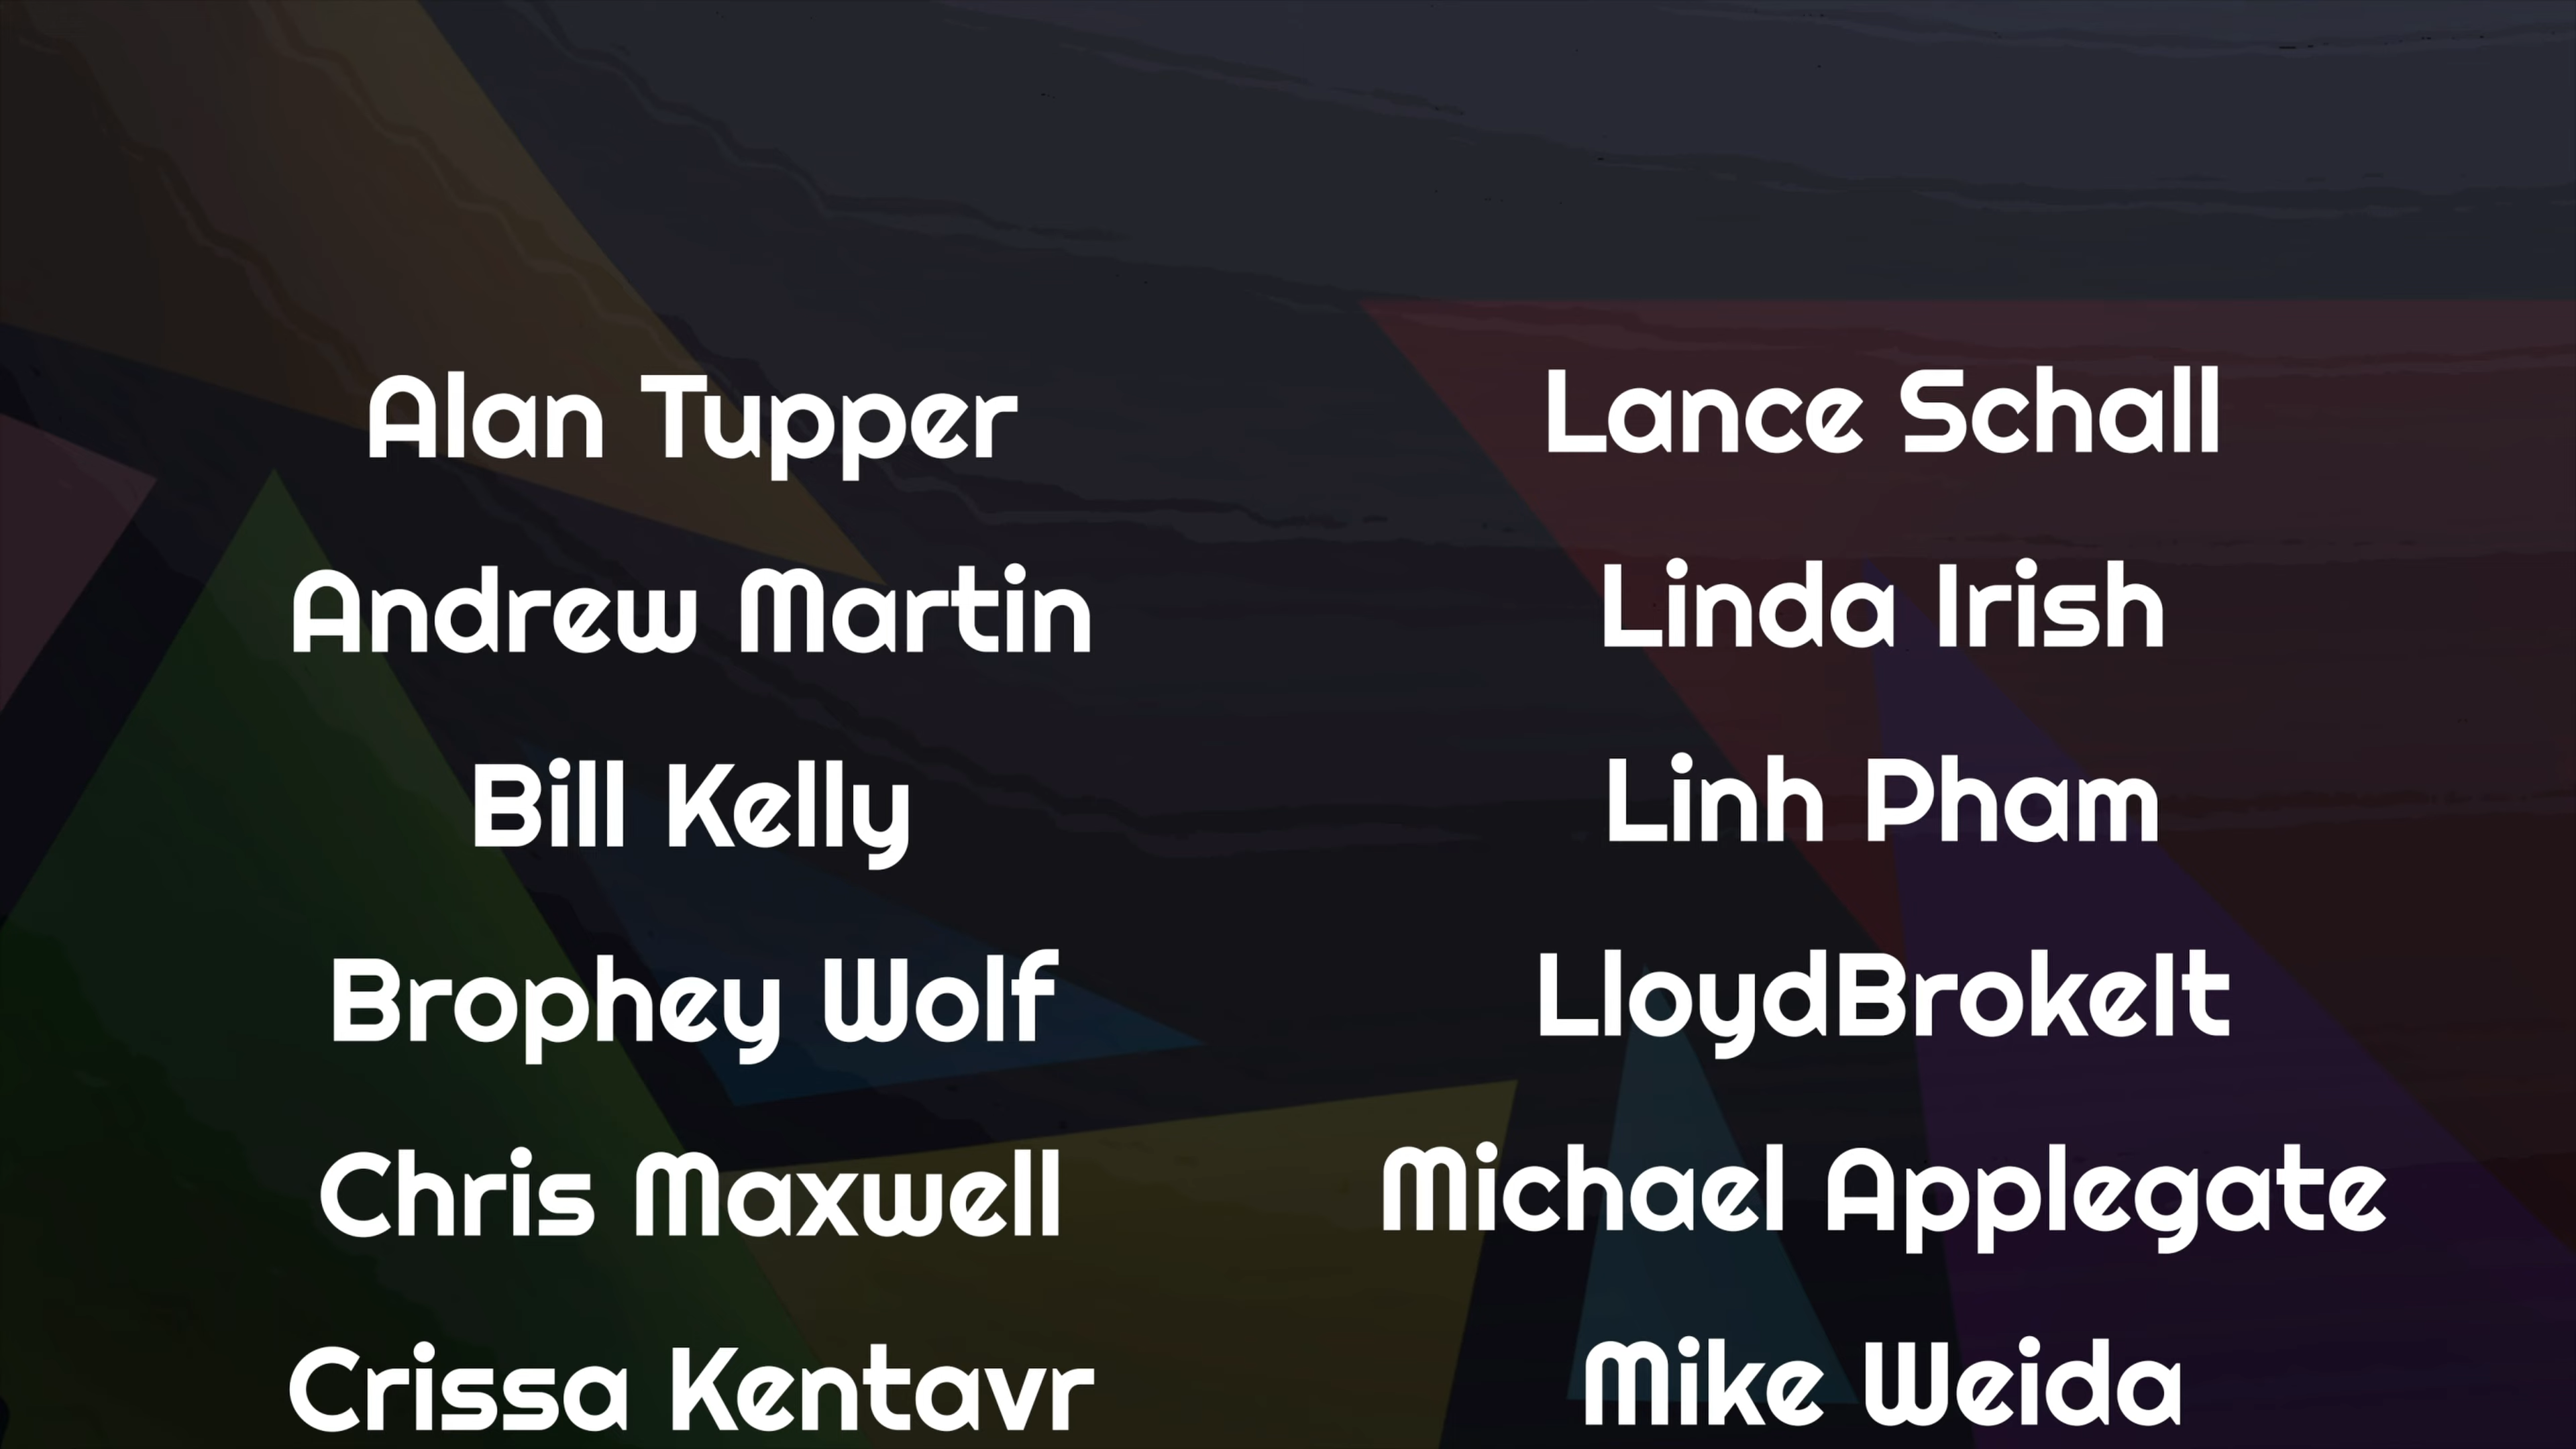 Alan Tupper
Andrew Martin
Bill Kelly
Brophey Wolf
Chris Maxwell
Crissa Kentavr
Lance Schall
Linda Irish
Linh Pham
LloydBrokeIt
Michael Applegate
Mike Weida